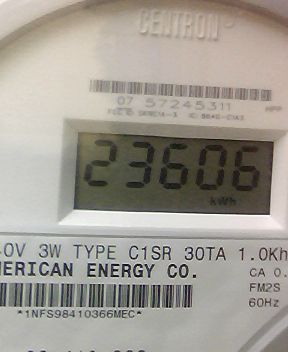 CENTRON
07 57245311
23606
kWh
0V 3W TYPE C1SR 30TA 1.0Kh
MERICAN ENERGY CO.
CA 0.
FM2S
60Hz
*1NFS98410366MEC*